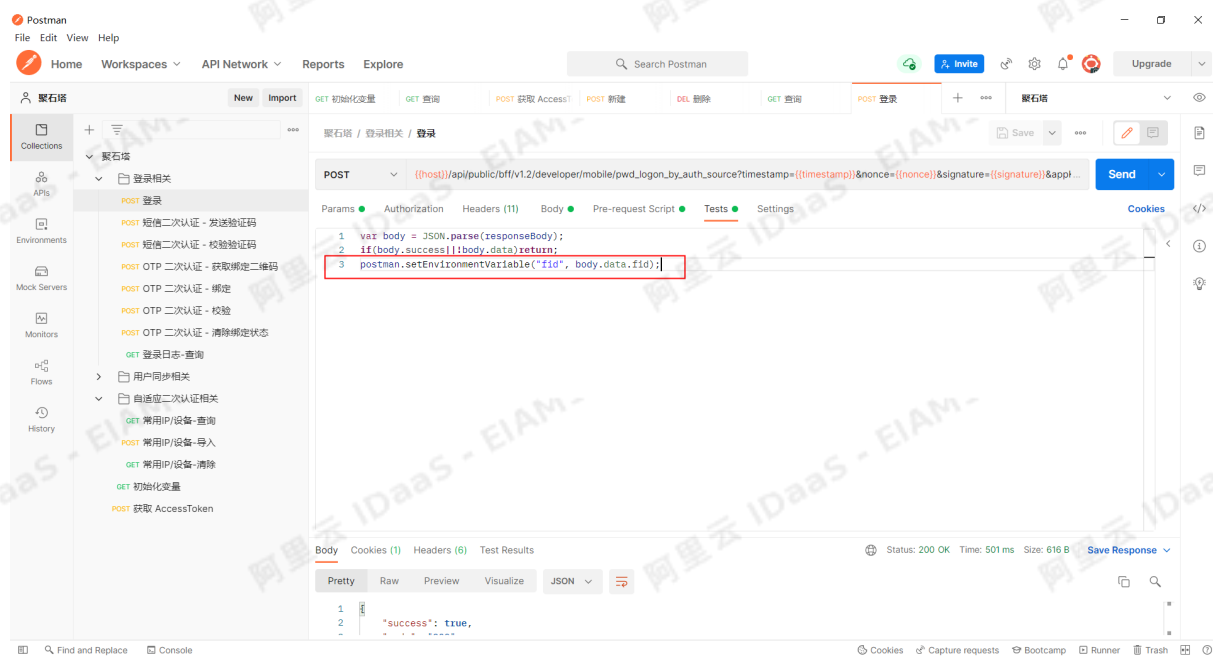 Postman
File Edit View Help
Home Workspaces API Network Reports Explore Search Postman Invite Upgrade
聚石塔 New Import GET 初始化变量 GET 查询 POST 获取 AccessT POST 新建 DEL 删除 GET 查询 POST 登录 聚石塔
聚石塔 / 登录相关 / 登录 Save
Collections
APIs
Environments
Mock Servers
Monitors
Flows
History
聚石塔
登录相关
POST 登录
POST 短信二次认证 - 发送验证码
POST 短信二次认证 - 校验验证码
POST OTP 二次认证 - 获取绑定二维码
POST OTP 二次认证 - 绑定
POST OTP 二次认证 - 校验
POST OTP 二次认证 - 清除绑定状态
GET 登录日志-查询
用户同步相关
自适应二次认证相关
GET 常用IP/设备-查询
POST 常用IP/设备-导入
GET 常用IP/设备-清除
GET 初始化变量
POST 获取 AccessToken
POST {{host}}/api/public/bff/v1.2/developer/mobile/pwd_logon_by_auth_source?timestamp={{timestamp}}&nonce={{nonce}}&signature={{signature}}&appk... Send
Params Authorization Headers (11) Body Pre-request Script Tests Settings Cookies
1 var body = JSON.parse(responseBody);
2 if(body.success||!body.data)return;
3 postman.setEnvironmentVariable("fid", body.data.fid);
Body Cookies (1) Headers (6) Test Results Status: 200 OK Time: 501 ms Size: 616 B Save Response
Pretty Raw Preview Visualize JSON
1 {
2 "success": true,
Find and Replace Console Cookies Capture requests Bootcamp Runner Trash
阿里云 IDaaS - EIAM